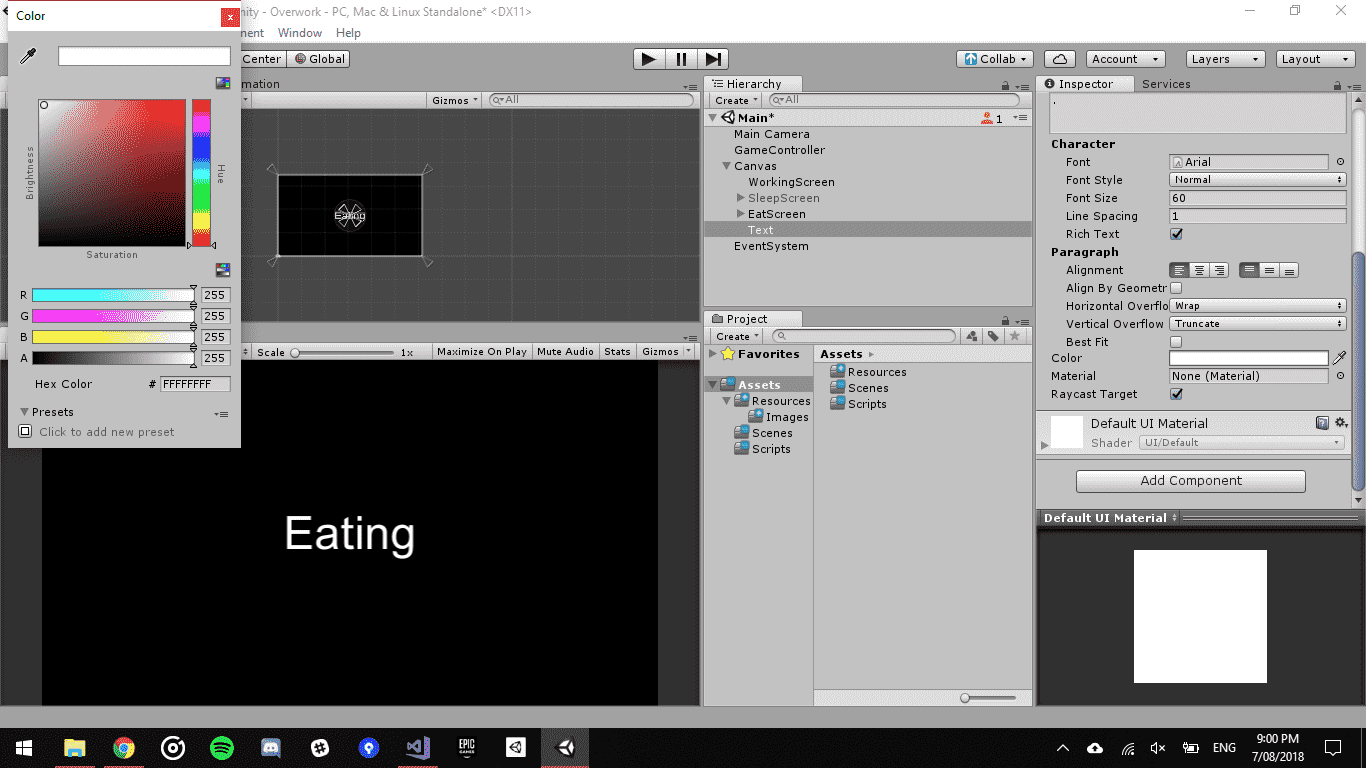 Color
nity - Overwork - PC, Mac & Linux Standalone* <DX11>
nent Window Help
Center Global
Collab Account Layers Layout
mation
Gizmos All
Brightness
Hue
Saturation
R 255
G 255
B 255
A 255
Hex Color # FFFFFFFF
Presets
Click to add new preset
Eating
Scale 1x Maximize On Play Mute Audio Stats Gizmos
Eating
Hierarchy
Create All
Main* 1
Main Camera
GameController
Canvas
WorkingScreen
SleepScreen
EatScreen
Text
EventSystem
Project
Create
Favorites
Assets
Resources
Images
Scenes
Scripts
Assets
Resources
Scenes
Scripts
Inspector Services
.
Character
Font Arial
Font Style Normal
Font Size 60
Line Spacing 1
Rich Text
Paragraph
Alignment
Align By Geometr
Horizontal Overflo Wrap
Vertical Overflow Truncate
Best Fit
Color
Material None (Material)
Raycast Target
Default UI Material
Shader UI/Default
Add Component
Default UI Material
EPIC
GAMES
ENG
9:00 PM
7/08/2018